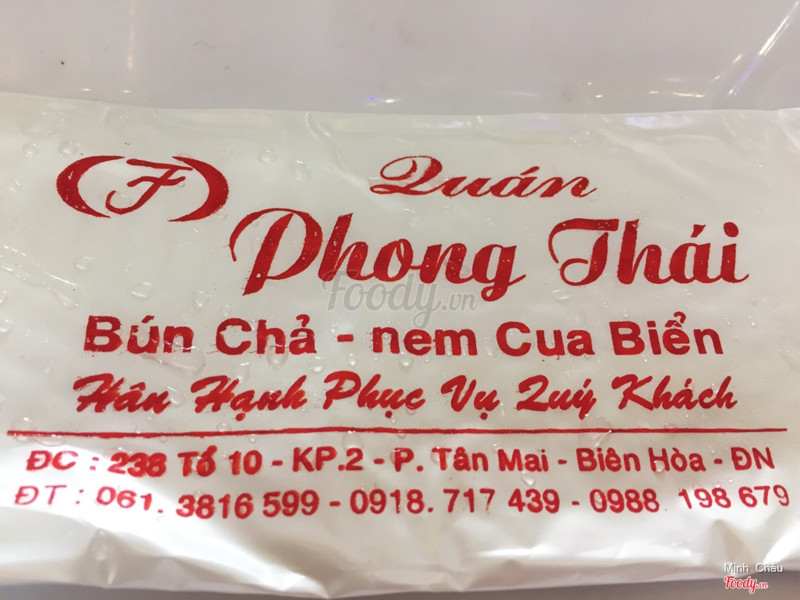 F Quán
Phong Thái
Foody.vn
Bún Chả - nem Cua Biển
Hân Hạnh Phục Vụ Quý Khách
ĐC : 238 Tổ 10 - KP.2 - P. Tân Mai - Biên Hòa - ĐN
ĐT : 061. 3816 599 - 0918. 717 439 - 0988 198 679
Minh_Châu
Foody.vn